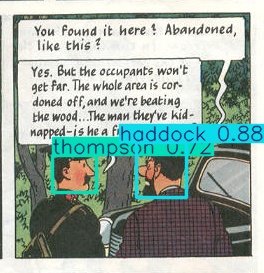 You found it here? Abandoned,
like this?
Yes. But the occupants won't
get far. The whole area is cor-
doned off, and we're beating
the wood... The man they've kid-
napped – is he a
haddock 0.88
thompson 0.72